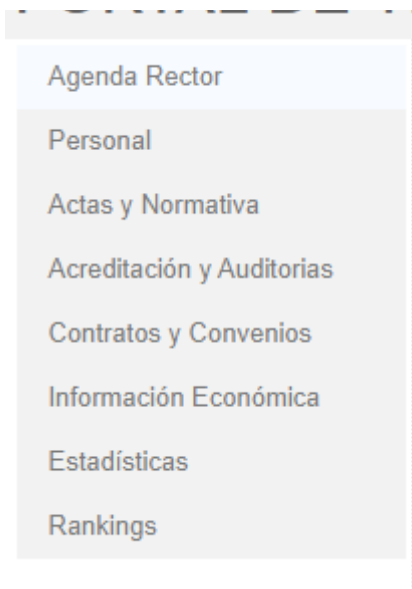 Agenda Rector
Personal
Actas y Normativa
Acreditación y Auditorias
Contratos y Convenios
Información Económica
Estadísticas
Rankings